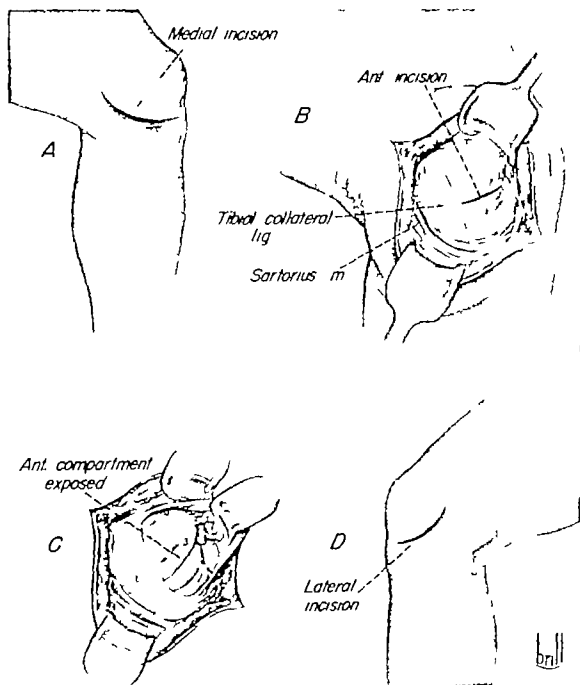 Medial incision
A
Ant. incision
B
Tibial collateral
lig
Sartorius m
Ant. compartment
exposed
C
D
Lateral
incision
brill